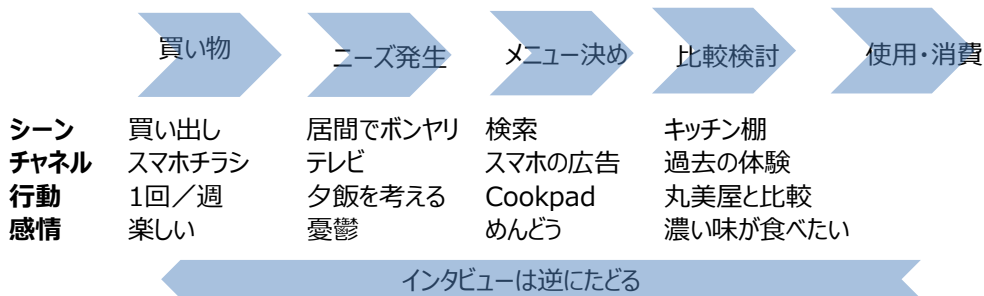 買い物 ニーズ発生 メニュー決め 比較検討 使用・消費
シーン 買い出し 居間でボンヤリ 検索 キッチン棚
チャネル スマホチラシ テレビ スマホの広告 過去の体験
行動 1回／週 夕飯を考える Cookpad 丸美屋と比較
感情 楽しい 憂鬱 めんどう 濃い味が食べたい
インタビューは逆にたどる